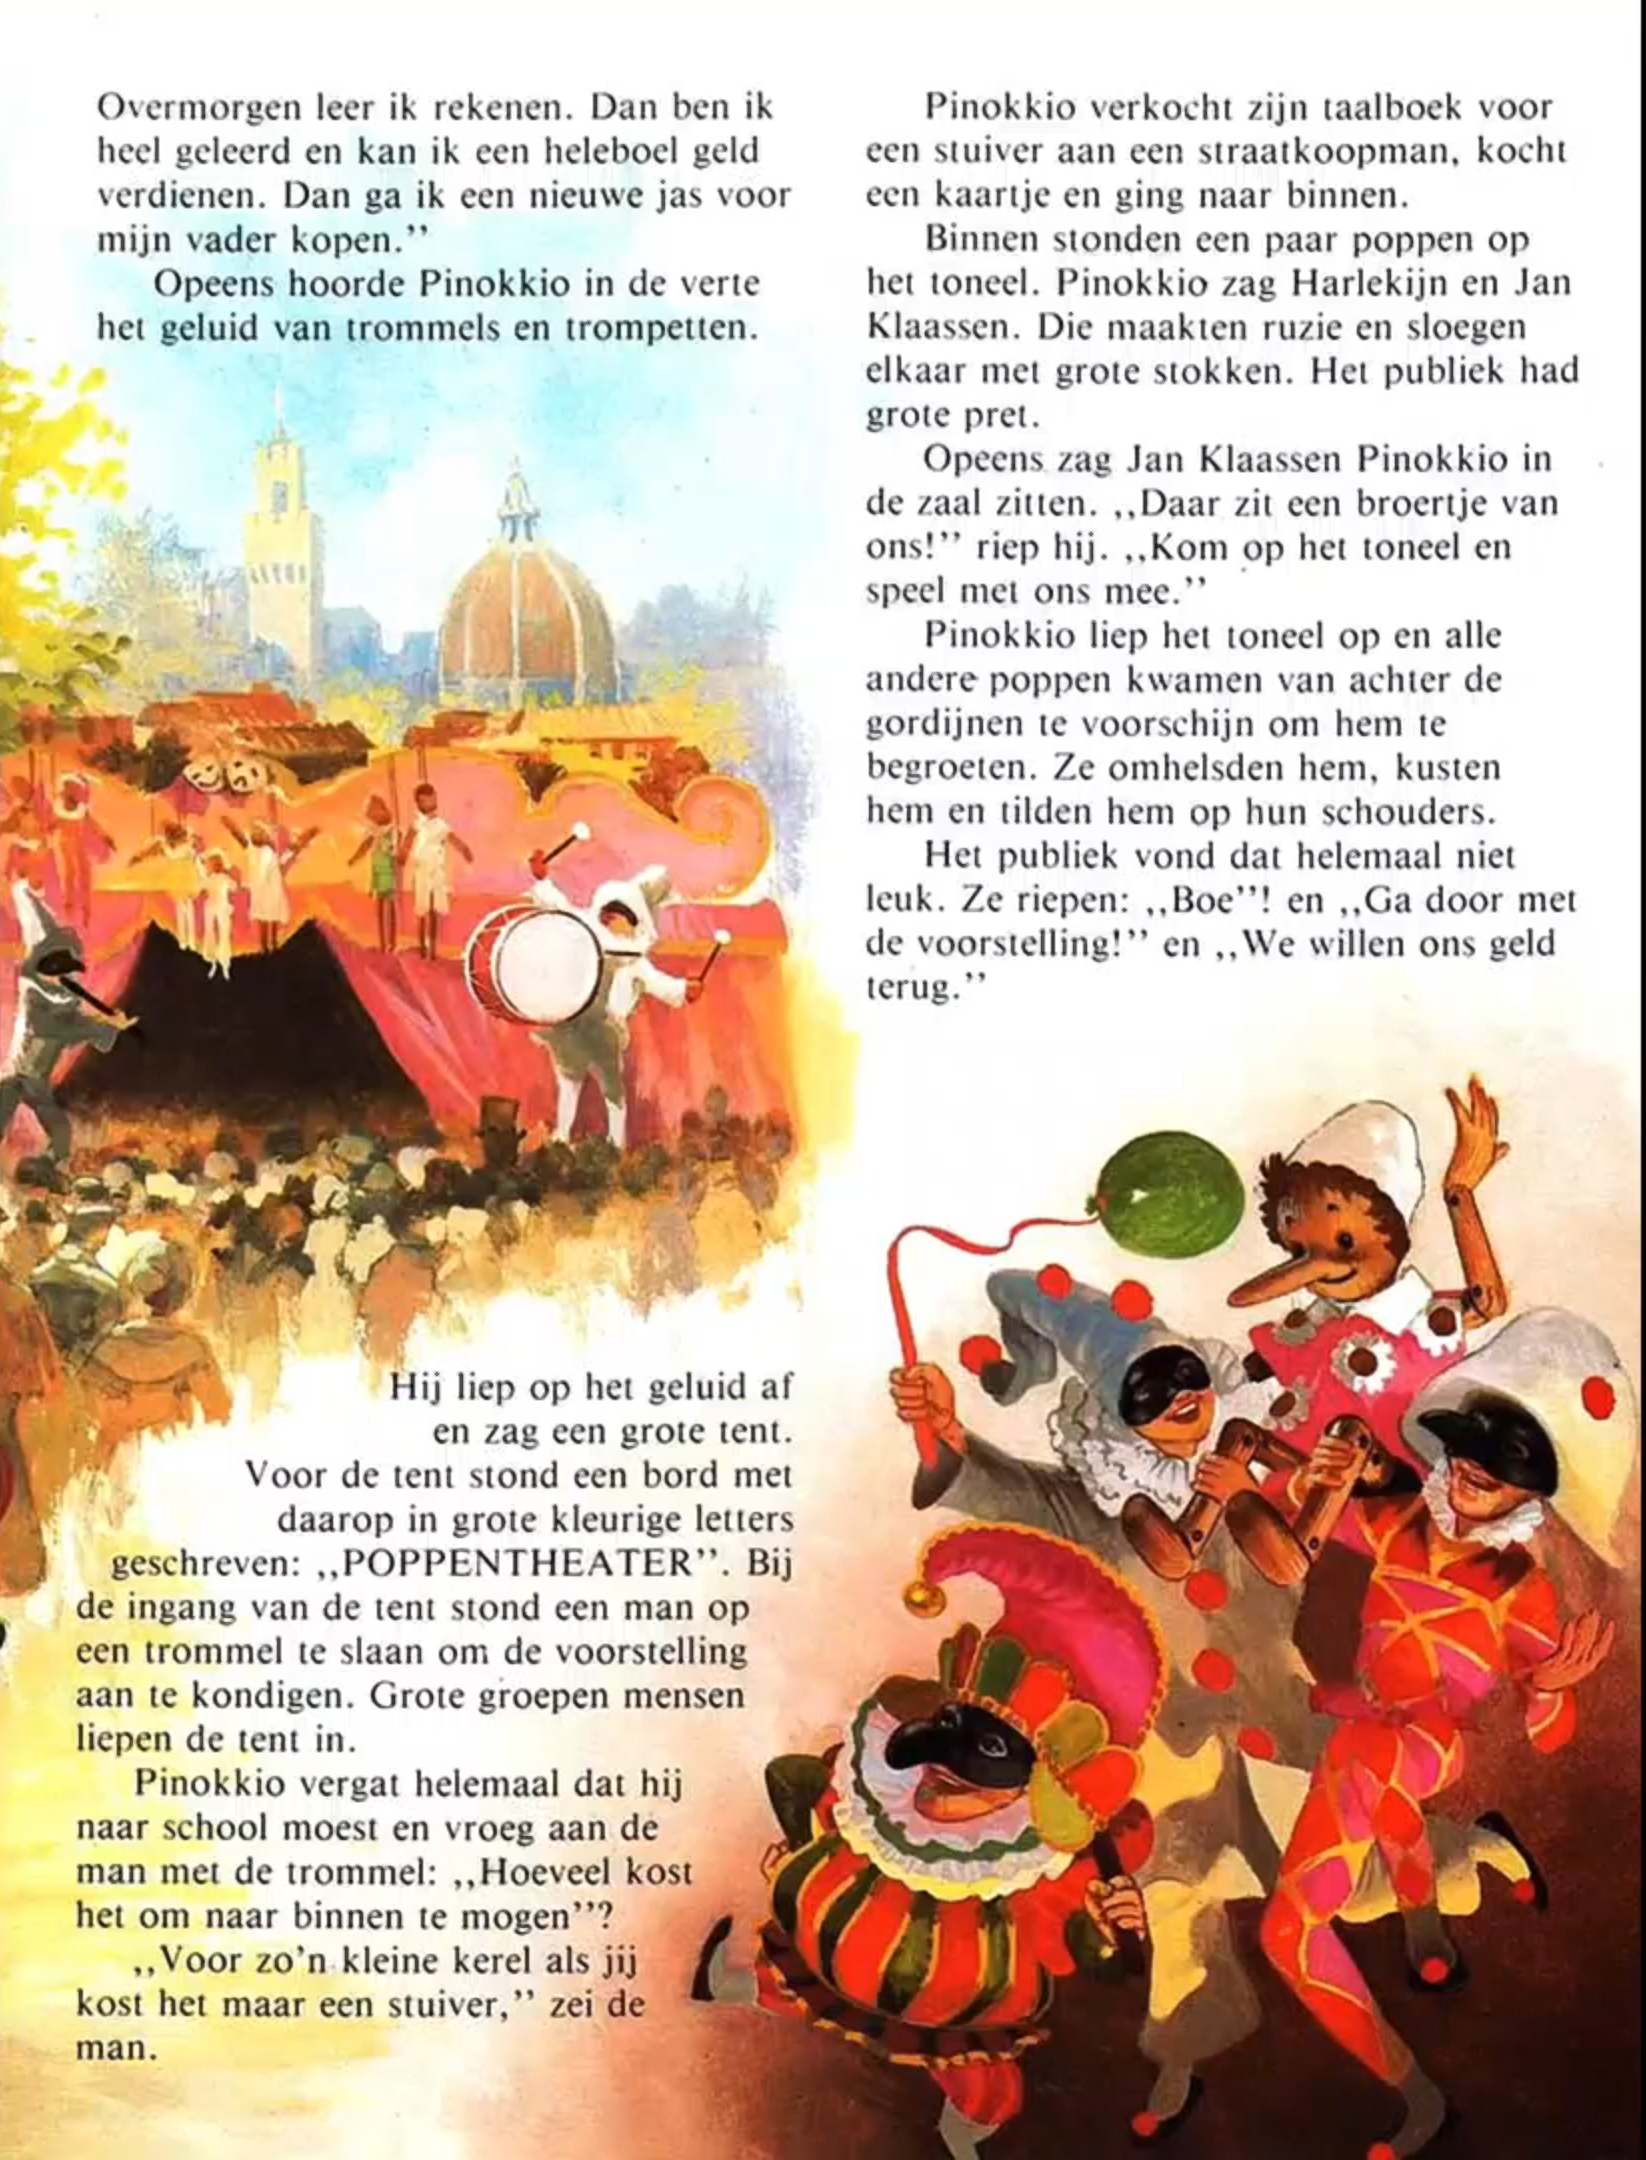 Overmorgen leer ik rekenen. Dan ben ik
heel geleerd en kan ik een heleboel geld
verdienen. Dan ga ik een nieuwe jas voor
mijn vader kopen.”
Opeens hoorde Pinokkio in de verte
het geluid van trommels en trompetten.
Hij liep op het geluid af
en zag een grote tent.
Voor de tent stond een bord met
daarop in grote kleurige letters
geschreven: ,,POPPENTHEATER”. Bij
de ingang van de tent stond een man op
een trommel te slaan om de voorstelling
aan te kondigen. Grote groepen mensen
liepen de tent in.
Pinokkio vergat helemaal dat hij
naar school moest en vroeg aan de
man met de trommel: ,,Hoeveel kost
het om naar binnen te mogen”?
,,Voor zo’n kleine kerel als jij
kost het maar een stuiver,” zei de
man.
Pinokkio verkocht zijn taalboek voor
een stuiver aan een straatkoopman, kocht
een kaartje en ging naar binnen.
Binnen stonden een paar poppen op
het toneel. Pinokkio zag Harlekijn en Jan
Klaassen. Die maakten ruzie en sloegen
elkaar met grote stokken. Het publiek had
grote pret.
Opeens zag Jan Klaassen Pinokkio in
de zaal zitten. ,,Daar zit een broertje van
ons!” riep hij. ,,Kom op het toneel en
speel met ons mee.”
Pinokkio liep het toneel op en alle
andere poppen kwamen van achter de
gordijnen te voorschijn om hem te
begroeten. Ze omhelsden hem, kusten
hem en tilden hem op hun schouders.
Het publiek vond dat helemaal niet
leuk. Ze riepen: ,,Boe”! en ,,Ga door met
de voorstelling!” en ,,We willen ons geld
terug.”